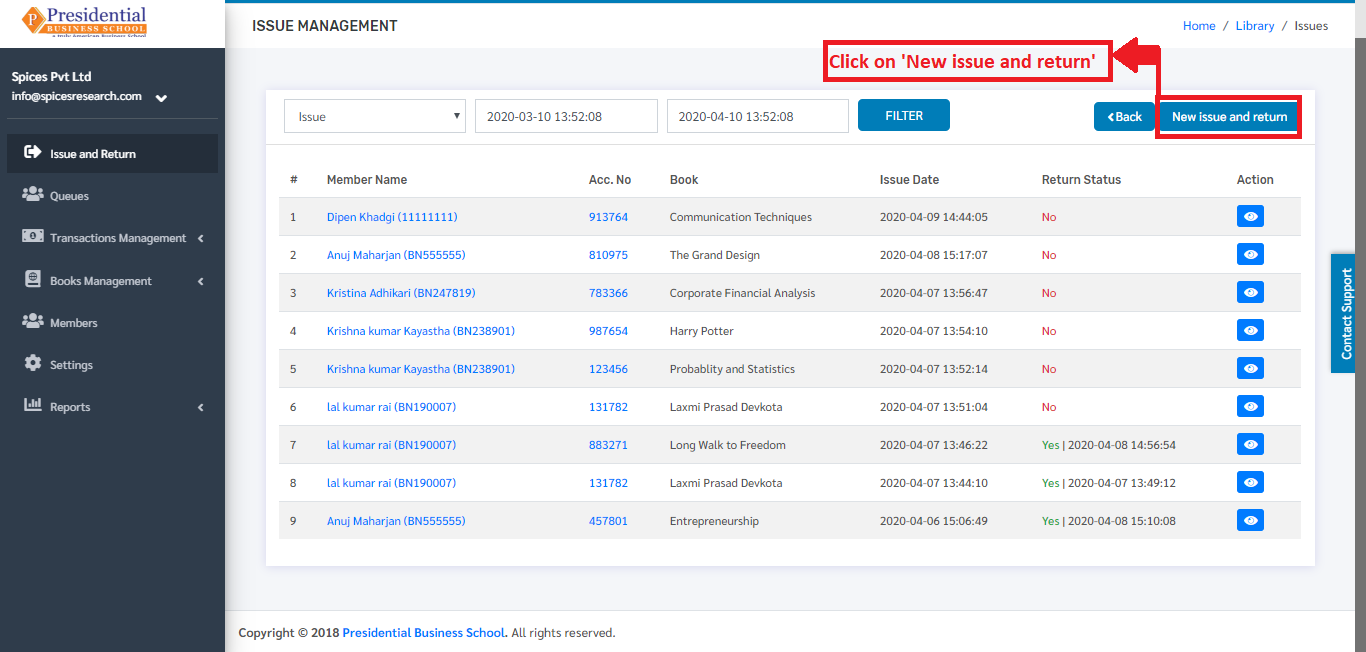 Presidential
BUSINESS SCHOOL
a truly American Business School
ISSUE MANAGEMENT
Home / Library / Issues
Spices Pvt Ltd
info@spicesresearch.com
Click on 'New issue and return'
Issue
2020-03-10 13:52:08
2020-04-10 13:52:08
FILTER
Back
New issue and return
Issue and Return
Queues
Transactions Management
Books Management
Members
Settings
Reports
# Member Name Acc. No Book Issue Date Return Status Action
1 Dipen Khadgi (11111111) 913764 Communication Techniques 2020-04-09 14:44:05 No
2 Anuj Maharjan (BN555555) 810975 The Grand Design 2020-04-08 15:17:07 No
3 Kristina Adhikari (BN247819) 783366 Corporate Financial Analysis 2020-04-07 13:56:47 No
4 Krishna kumar Kayastha (BN238901) 987654 Harry Potter 2020-04-07 13:54:10 No
5 Krishna kumar Kayastha (BN238901) 123456 Probablity and Statistics 2020-04-07 13:52:14 No
6 lal kumar rai (BN190007) 131782 Laxmi Prasad Devkota 2020-04-07 13:51:04 No
7 lal kumar rai (BN190007) 883271 Long Walk to Freedom 2020-04-07 13:46:22 Yes | 2020-04-08 14:56:54
8 lal kumar rai (BN190007) 131782 Laxmi Prasad Devkota 2020-04-07 13:44:10 Yes | 2020-04-07 13:49:12
9 Anuj Maharjan (BN555555) 457801 Entrepreneurship 2020-04-06 15:06:49 Yes | 2020-04-08 15:10:08
Contact Support
Copyright © 2018 Presidential Business School. All rights reserved.